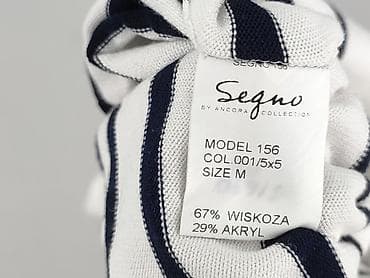 Segno
BY ANCORA COLLECTION
MODEL 156
COL.001/5x5
SIZE M
67% WISKOZA
29% AKRYL